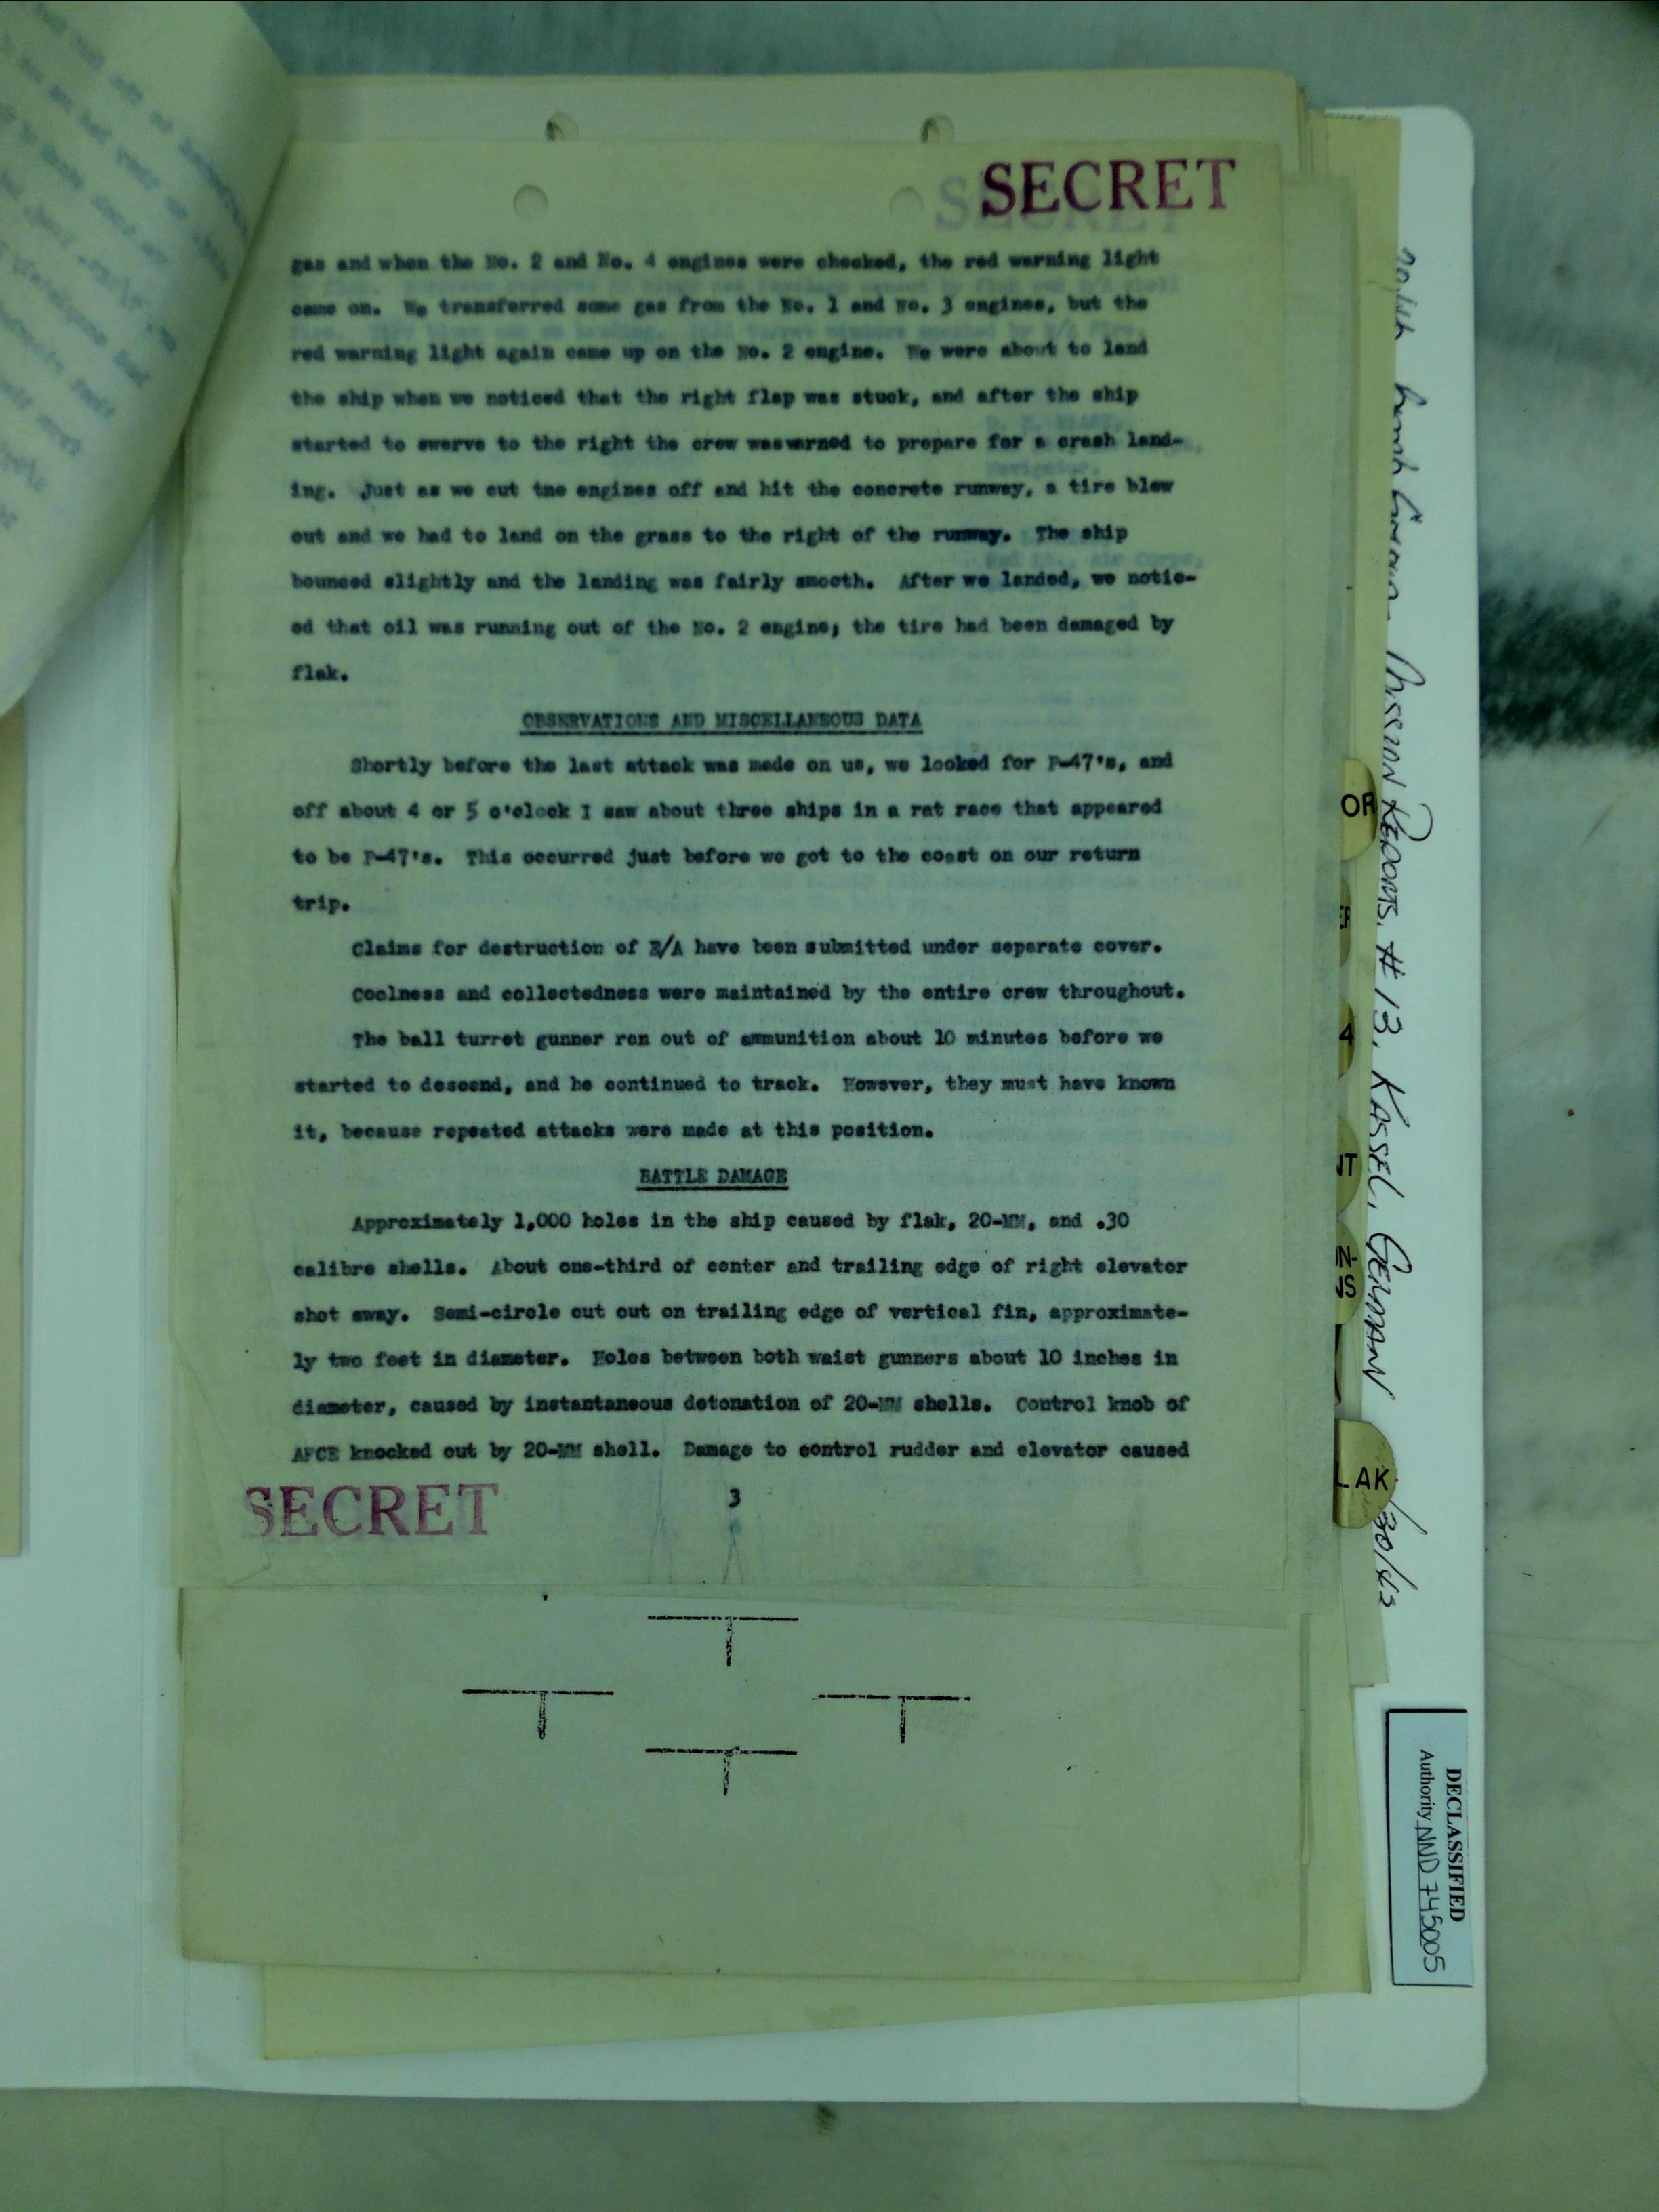 SECRET
gas and when the No. 2 and No. 4 engines were checked, the red warning light
came on. We transferred some gas from the No. 1 and No. 3 engines, but the
red warning light again came up on the No. 2 engine. We were about to land
the ship when we noticed that the right flap was stuck, and after the ship
started to swerve to the right the crew waswarned to prepare for a crash land-
ing. Just as we cut tne engines off and hit the concrete runway, a tire blew
out and we had to land on the grass to the right of the runway. The ship
bounced slightly and the landing was fairly smooth. After we landed, we notic-
ed that oil was running out of the No. 2 engine; the tire had been damaged by
flak.
OBSERVATIONS AND MISCELLANEOUS DATA
Shortly before the last attack was made on us, we looked for P-47's, and
off about 4 or 5 o'clock I saw about three ships in a rat race that appeared
to be P-47's. This occurred just before we got to the coast on our return
trip.
Claims for destruction of E/A have been submitted under separate cover.
Coolness and collectedness were maintained by the entire crew throughout.
The ball turret gunner ran out of ammunition about 10 minutes before we
started to descend, and he continued to track. However, they must have known
it, because repeated attacks were made at this position.
BATTLE DAMAGE
Approximately 1,000 holes in the ship caused by flak, 20-MM, and .30
calibre shells. About one-third of center and trailing edge of right elevator
shot away. Semi-circle cut out on trailing edge of vertical fin, approximate-
ly two feet in diameter. Holes between both waist gunners about 10 inches in
diameter, caused by instantaneous detonation of 20-MM shells. Control knob of
AFCE knocked out by 20-MM shell. Damage to control rudder and elevator caused
SECRET
3
Mission Reports. #13, KASSEL, GERMAN
/30/43
OR
4
NT
IN-
NS
LAK
DECLASSIFIED
Authority NND 745005